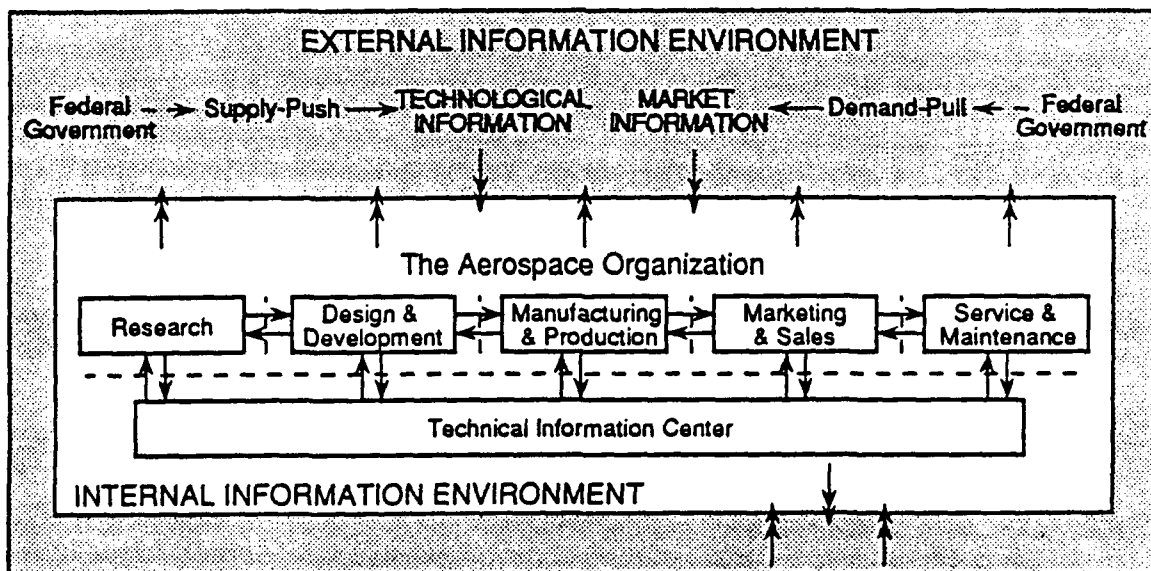 EXTERNAL INFORMATION ENVIRONMENT
Federal Government
Supply-Push
TECHNOLOGICAL INFORMATION
MARKET INFORMATION
Demand-Pull
Federal Government
The Aerospace Organization
Research
Design &
Development
Manufacturing
& Production
Marketing
& Sales
Service &
Maintenance
Technical Information Center
INTERNAL INFORMATION ENVIRONMENT